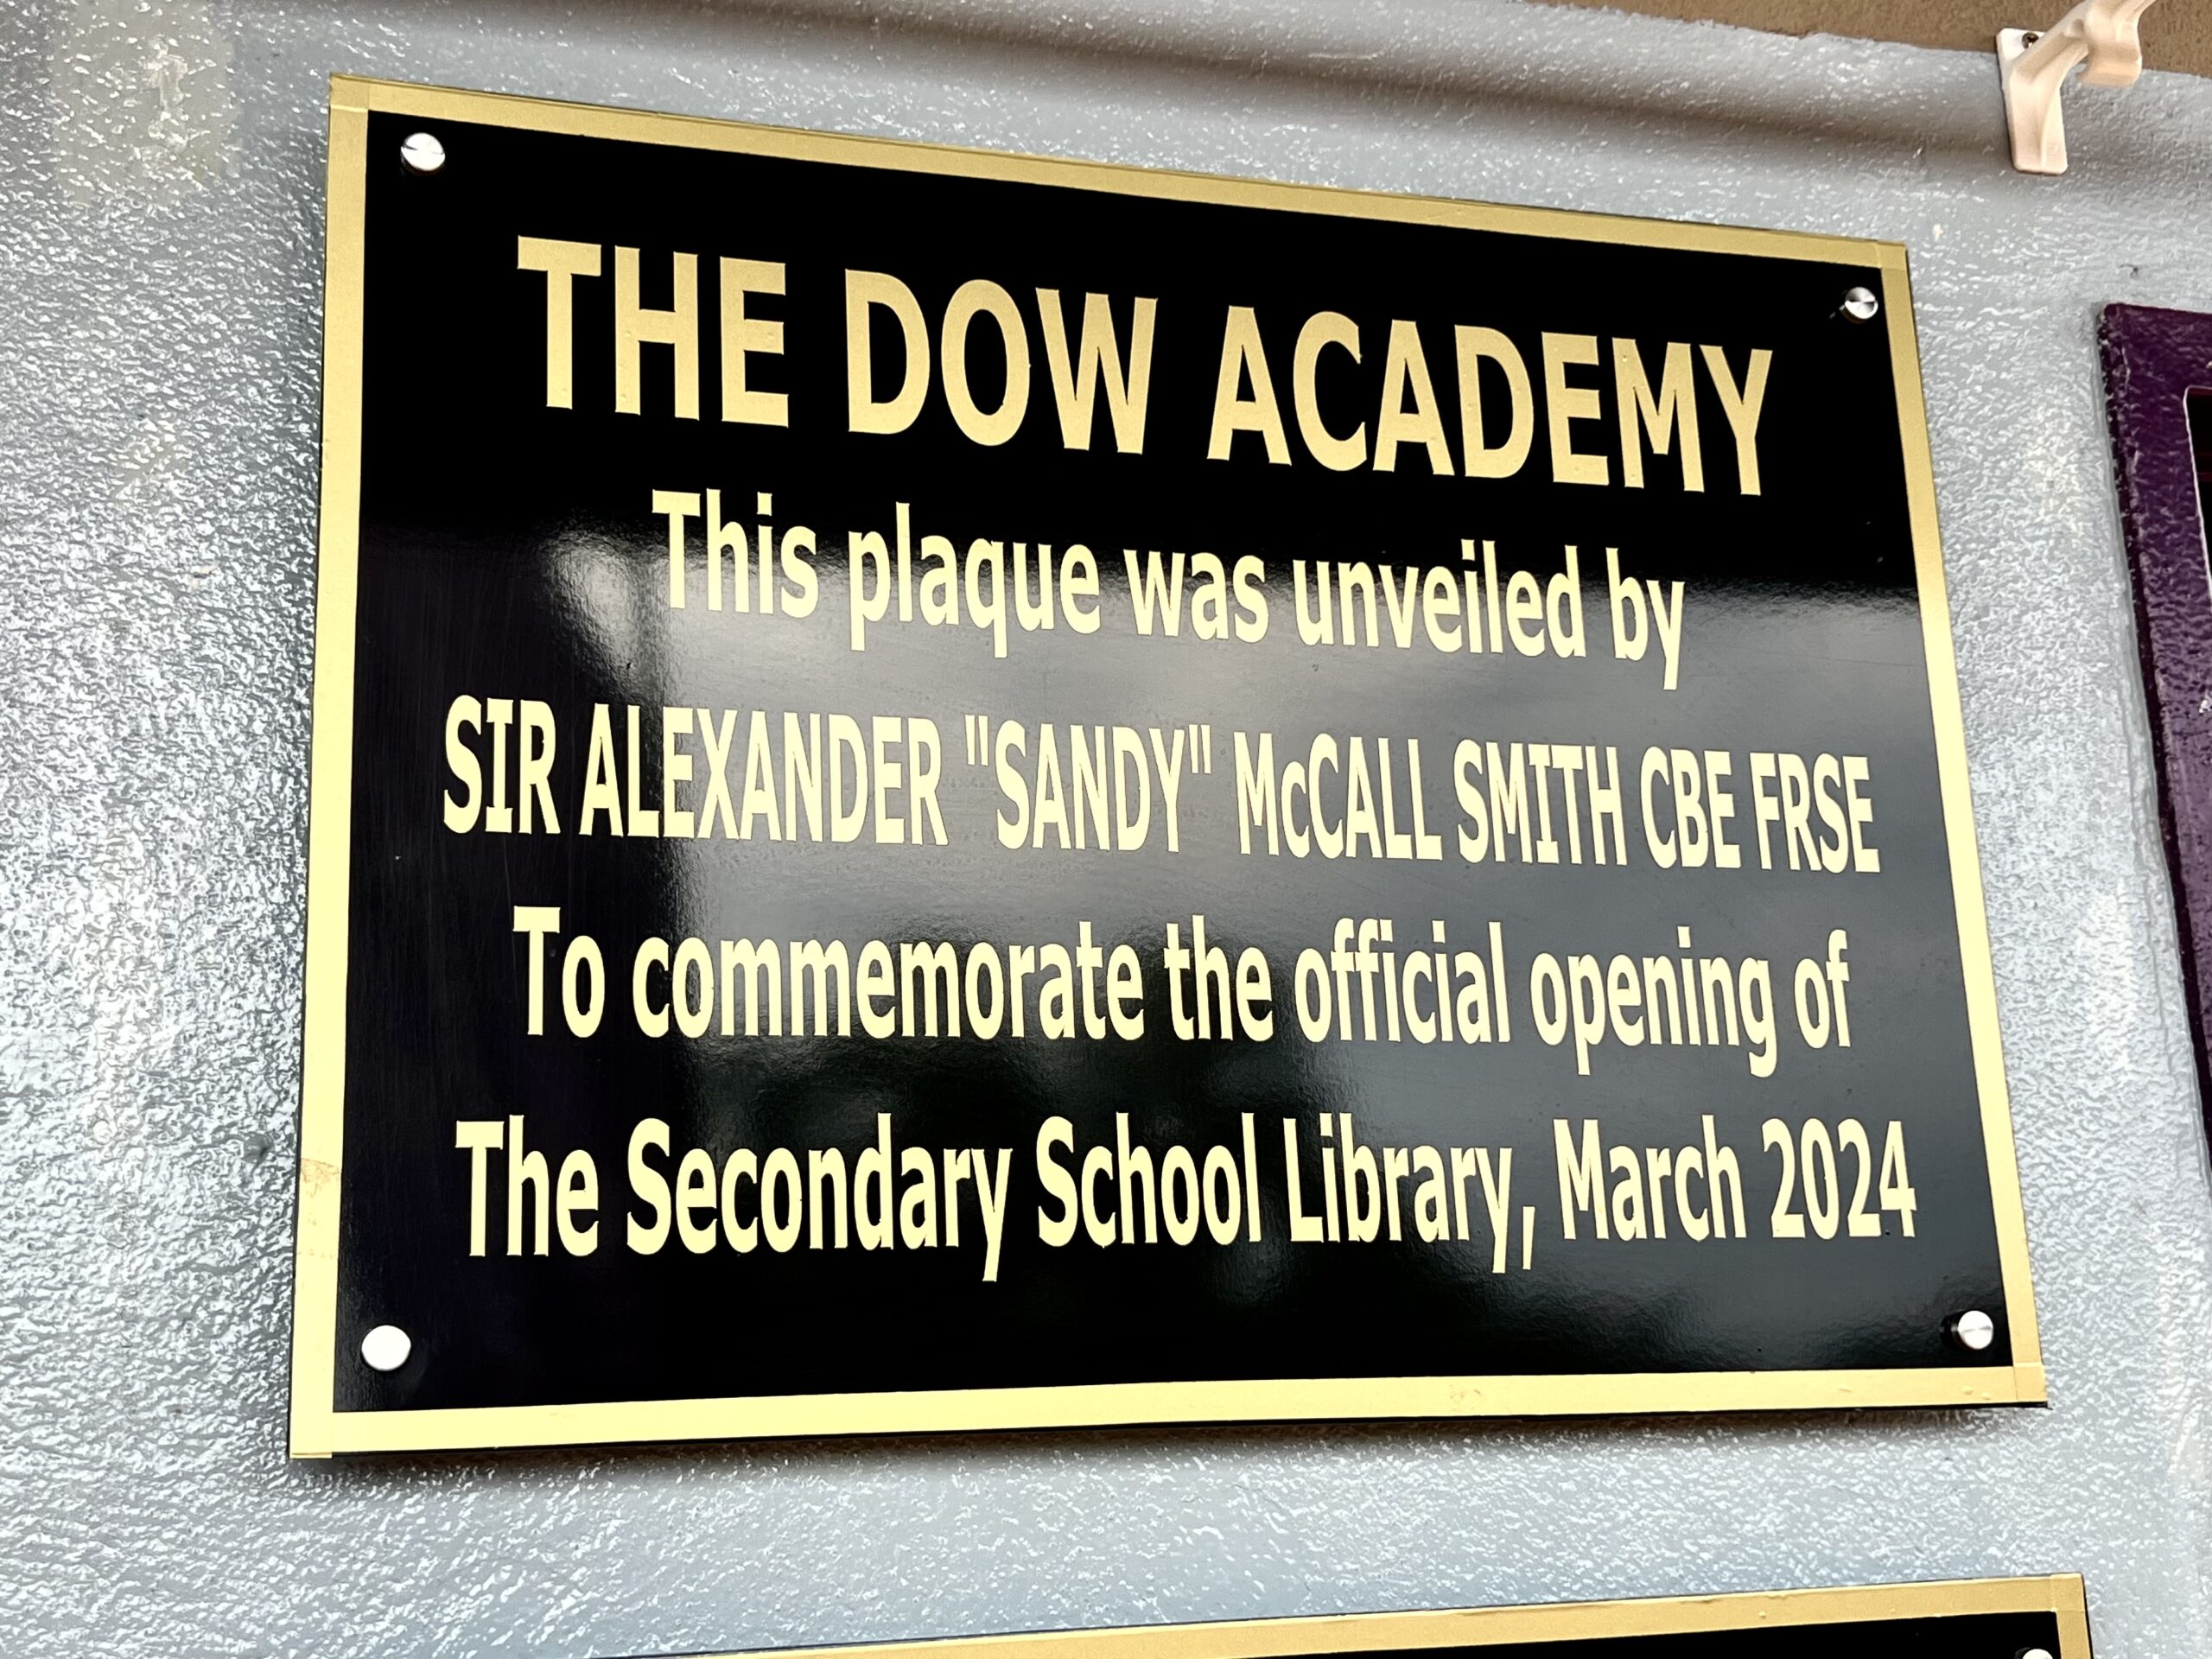 THE DOW ACADEMY
This plaque was unveiled by
SIR ALEXANDER "SANDY" McCALL SMITH CBE FRSE
To commemorate the official opening of
The Secondary School Library, March 2024